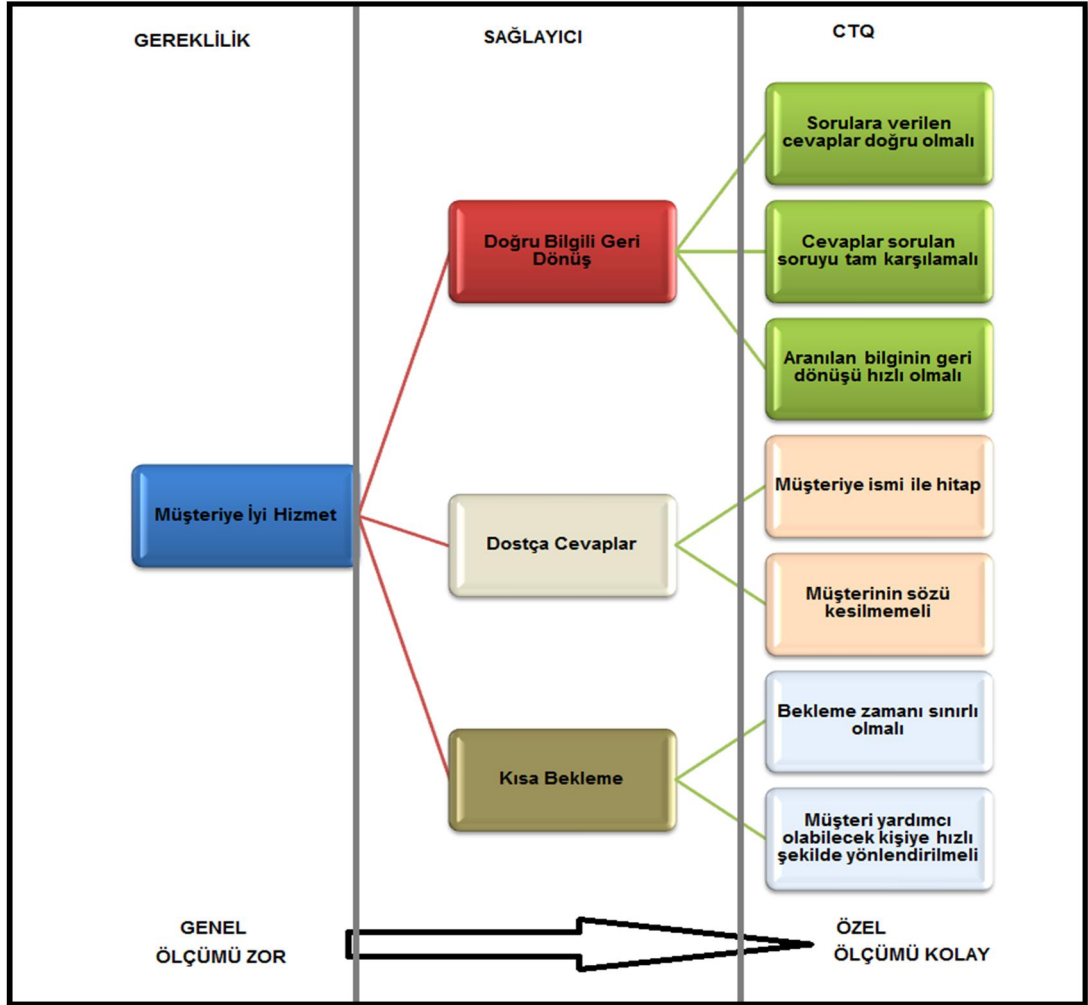 GEREKLİLİK
SAĞLAYICI
CTQ
Sorulara verilen
cevaplar doğru olmalı
Doğru Bilgili Geri
Dönüş
Cevaplar sorulan
soruyu tam karşılamalı
Aranılan bilginin geri
dönüşü hızlı olmalı
Müşteriye İyi Hizmet
Dostça Cevaplar
Müşteriye ismi ile hitap
Müşterinin sözü
kesilmemeli
Kısa Bekleme
Bekleme zamanı sınırlı
olmalı
Müşteri yardımcı
olabilecek kişiye hızlı
şekilde yönlendirilmeli
GENEL
ÖLÇÜMÜ ZOR
ÖZEL
ÖLÇÜMÜ KOLAY